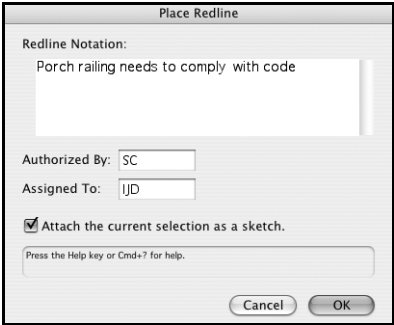 Place Redline
Redline Notation:
Porch railing needs to comply with code
Authorized By: SC
Assigned To: IJD
Attach the current selection as a sketch.
Press the Help key or Cmd+? for help.
Cancel OK